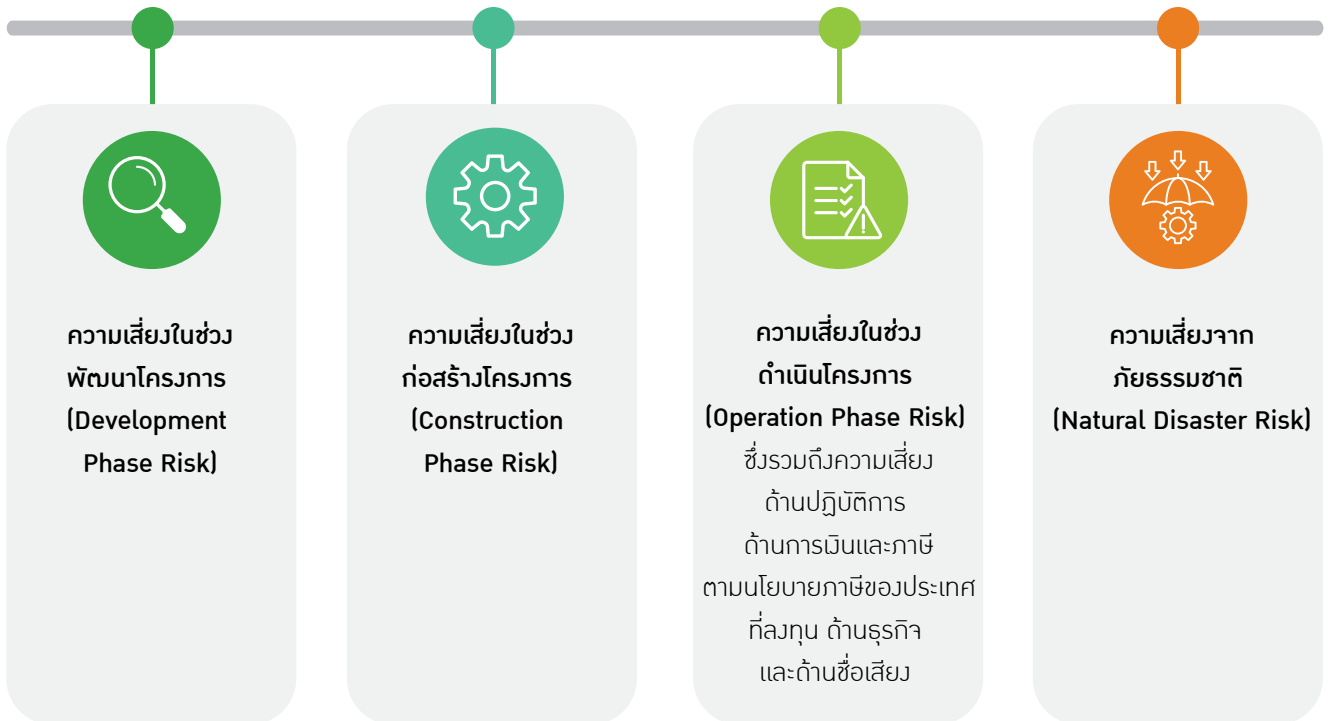 ความเสี่ยงในช่วง
พัฒนาโครงการ
(Development
Phase Risk)
ความเสี่ยงในช่วง
ก่อสร้างโครงการ
(Construction
Phase Risk)
ความเสี่ยงในช่วง
ดำเนินโครงการ
(Operation Phase Risk)
ซึ่งรวมถึงความเสี่ยง
ด้านปฏิบัติการ
ด้านการเงินและภาษี
ตามนโยบายภาษีของประเทศ
ที่ลงทุน ด้านธุรกิจ
และด้านชื่อเสียง
ความเสี่ยงจาก
ภัยธรรมชาติ
(Natural Disaster Risk)